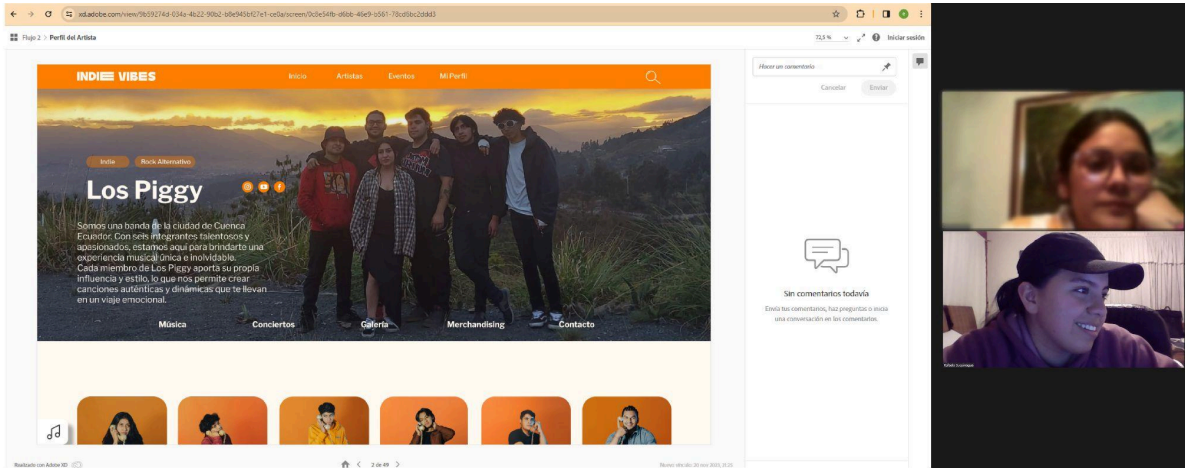 xd.adobe.com/view/9b59274d-034a-4b22-90b2-b8e945bf27e1-ce0a/screen/0c8e54fb-d6bb-46e9-b561-78cd5bc2ddd3
Flujo 2 > Perfil del Artista
72,5 %
Iniciar sesión
INDIE VIBES
Inicio
Artistas
Eventos
Mi Perfil
Hacer un comentario
Cancelar
Enviar
Indie
Rock Alternativo
Los Piggy
Somos una banda de la ciudad de Cuenca
Ecuador. Con seis integrantes talentosos y
apasionados, estamos aquí para brindarte una
experiencia musical única e inolvidable.
Cada miembro de Los Piggy aporta su propia
influencia y estilo, lo que nos permite crear
canciones auténticas y dinámicas que te llevan
en un viaje emocional.
Música
Conciertos
Galería
Merchandising
Contacto
Sin comentarios todavía
Envía tus comentarios, haz preguntas o inicia
una conversación en los comentarios.
Realizado con Adobe XD
2 de 49